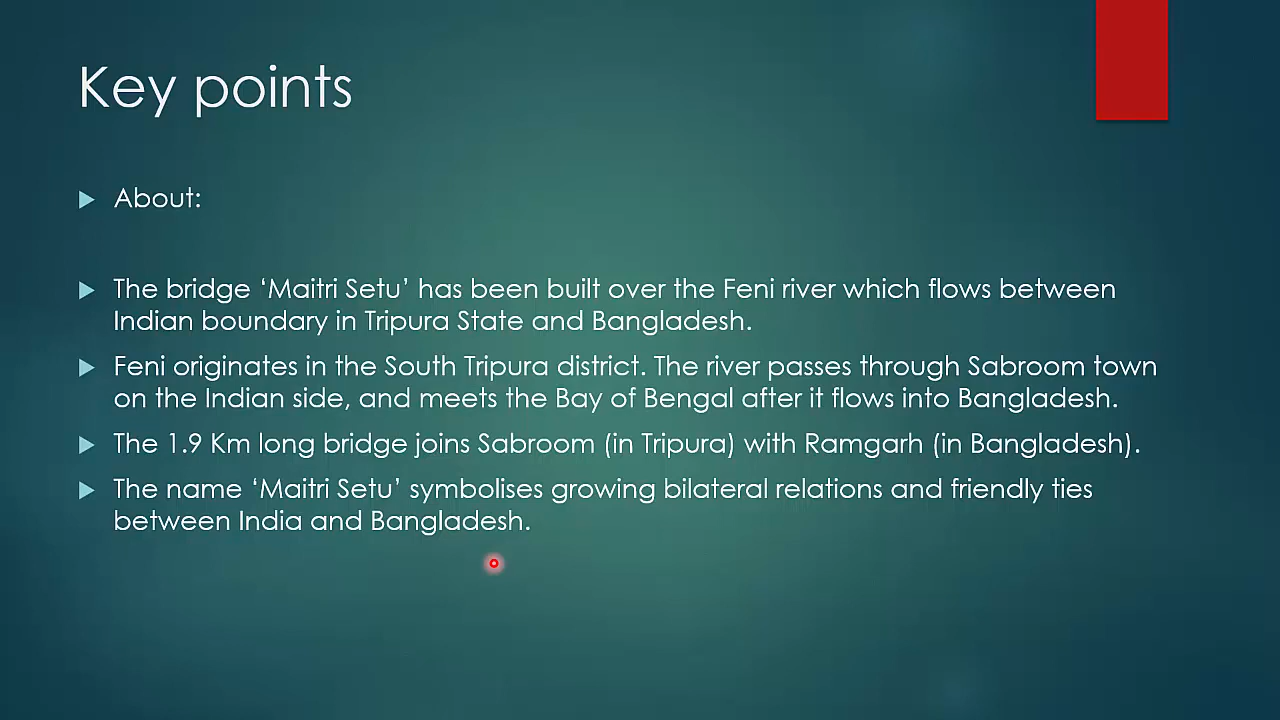 Key points
About:
The bridge ‘Maitri Setu’ has been built over the Feni river which flows between
Indian boundary in Tripura State and Bangladesh.
Feni originates in the South Tripura district. The river passes through Sabroom town
on the Indian side, and meets the Bay of Bengal after it flows into Bangladesh.
The 1.9 Km long bridge joins Sabroom (in Tripura) with Ramgarh (in Bangladesh).
The name ‘Maitri Setu’ symbolises growing bilateral relations and friendly ties
between India and Bangladesh.